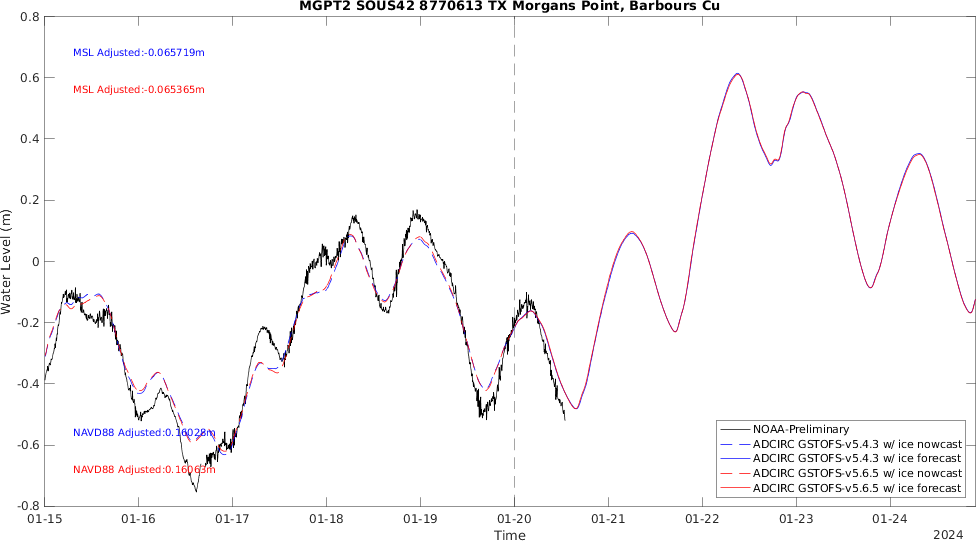 MGPT2 SOUS42 8770613 TX Morgans Point, Barbours Cu
0.8
0.6
0.4
0.2
0
-0.2
-0.4
-0.6
-0.8
Water Level (m)
MSL Adjusted:-0.065719m
MSL Adjusted:-0.065365m
NAVD88 Adjusted:0.16028m
NAVD88 Adjusted:0.16063m
NOAA-Preliminary
ADCIRC GSTOFS-v5.4.3 w/ ice nowcast
ADCIRC GSTOFS-v5.4.3 w/ ice forecast
ADCIRC GSTOFS-v5.6.5 w/ ice nowcast
ADCIRC GSTOFS-v5.6.5 w/ ice forecast
01-15 01-16 01-17 01-18 01-19 01-20 01-21 01-22 01-23 01-24
Time
2024